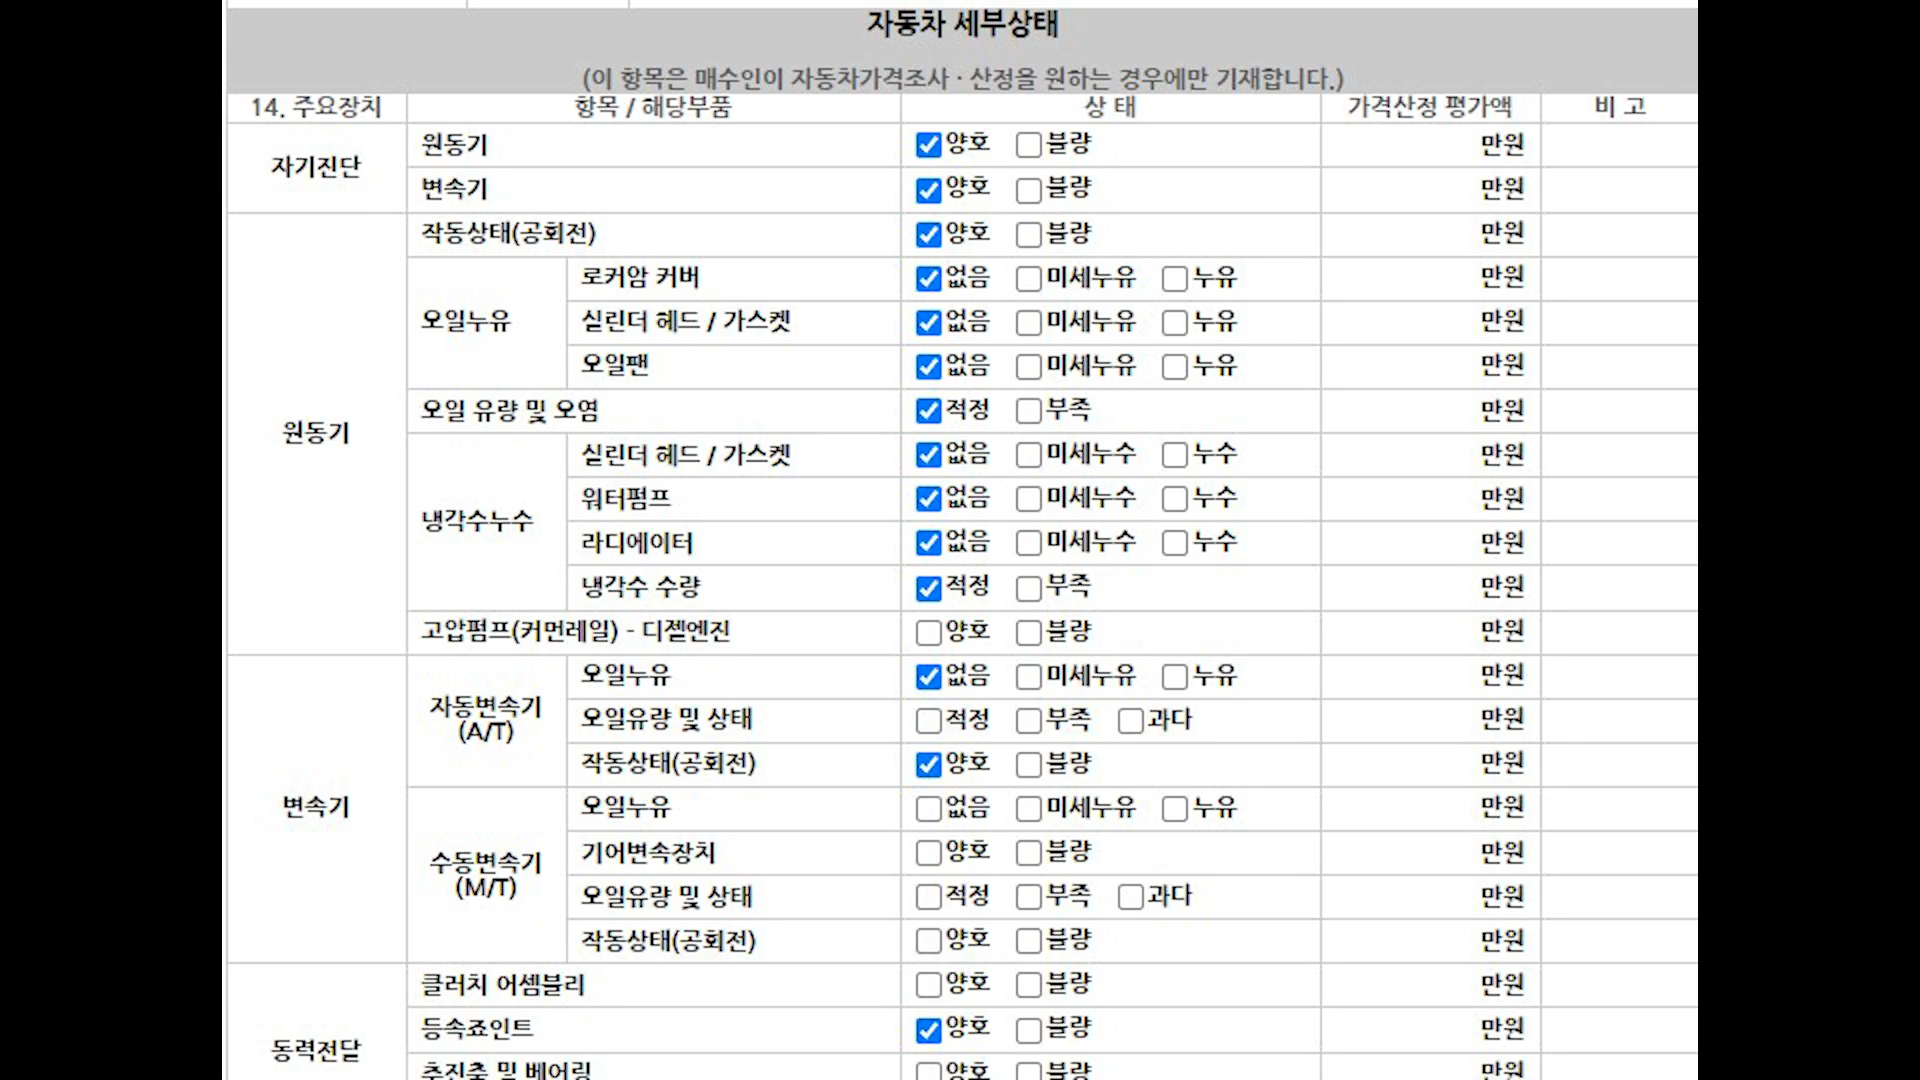 자동차 세부상태
(이 항목은 매수인이 자동차가격조사 · 산정을 원하는 경우에만 기재합니다.)
14. 주요장치 항목 / 해당부품 상 태 가격산정 평가액 비 고
자기진단
원동기 양호 불량 만원
변속기 양호 불량 만원
원동기
작동상태(공회전) 양호 불량 만원
오일누유
로커암 커버 없음 미세누유 누유 만원
실린더 헤드 / 가스켓 없음 미세누유 누유 만원
오일팬 없음 미세누유 누유 만원
오일 유량 및 오염 적정 부족 만원
냉각수누수
실린더 헤드 / 가스켓 없음 미세누수 누수 만원
워터펌프 없음 미세누수 누수 만원
라디에이터 없음 미세누수 누수 만원
냉각수 수량 적정 부족 만원
고압펌프(커먼레일) - 디젤엔진 양호 불량 만원
변속기
자동변속기
(A/T)
오일누유 없음 미세누유 누유 만원
오일유량 및 상태 적정 부족 과다 만원
작동상태(공회전) 양호 불량 만원
수동변속기
(M/T)
오일누유 없음 미세누유 누유 만원
기어변속장치 양호 불량 만원
오일유량 및 상태 적정 부족 과다 만원
작동상태(공회전) 양호 불량 만원
동력전달
클러치 어셈블리 양호 불량 만원
등속죠인트 양호 불량 만원
추진축 및 베어링 양호 불량 만원